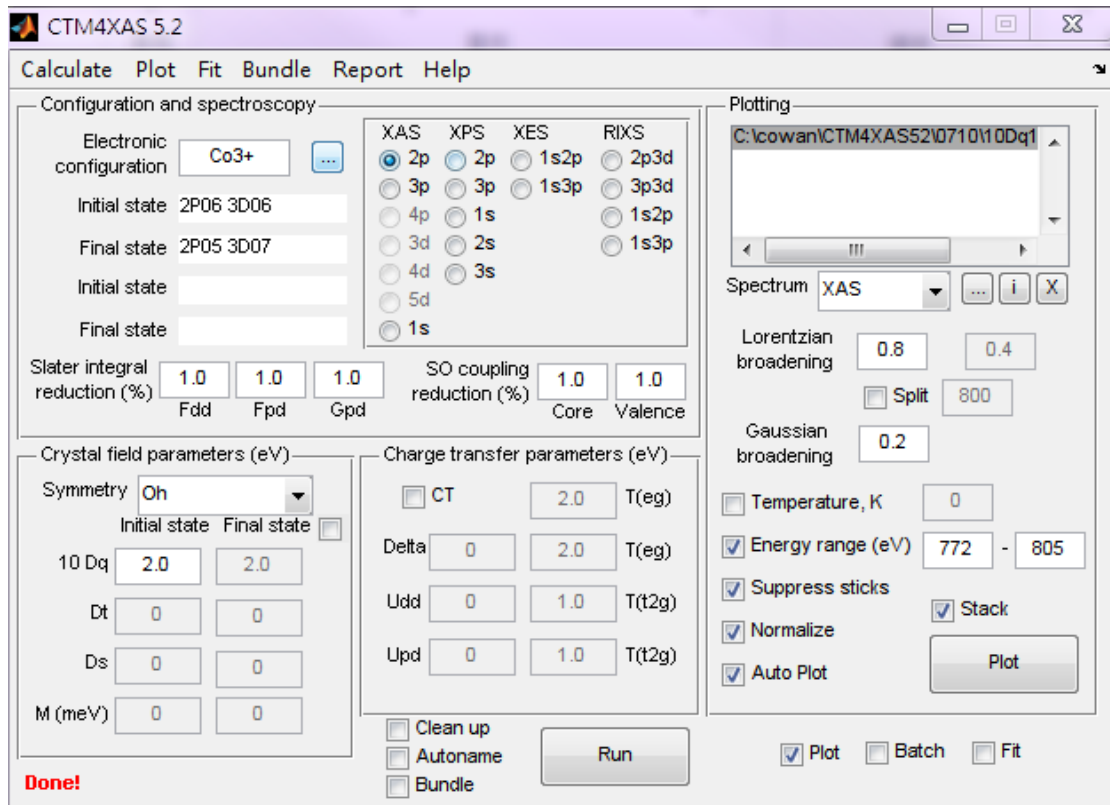 CTM4XAS 5.2
Calculate Plot Fit Bundle Report Help
Configuration and spectroscopy
Electronic configuration Co3+ ...
Initial state 2P06 3D06
Final state 2P05 3D07
Initial state
Final state
XAS XPS XES RIXS
2p 2p 1s2p 2p3d
3p 3p 1s3p 3p3d
4p 1s 1s2p
3d 2s 1s3p
4d 3s
5d
1s
Slater integral reduction (%) 1.0 1.0 1.0
Fdd Fpd Gpd
SO coupling reduction (%) 1.0 1.0
Core Valence
Crystal field parameters (eV)
Symmetry Oh
Initial state Final state
10 Dq 2.0 2.0
Dt 0 0
Ds 0 0
M (meV) 0 0
Done!
Charge transfer parameters (eV)
CT 2.0 T(eg)
Delta 0 2.0 T(eg)
Udd 0 1.0 T(t2g)
Upd 0 1.0 T(t2g)
Clean up
Autoname
Bundle
Run
Plotting
C:\cowan\CTM4XAS52\0710\10Dq1
Spectrum XAS ... i X
Lorentzian broadening 0.8 0.4
Split 800
Gaussian broadening 0.2
Temperature, K 0
Energy range (eV) 772 - 805
Suppress sticks
Stack
Normalize
Auto Plot
Plot
Plot Batch Fit